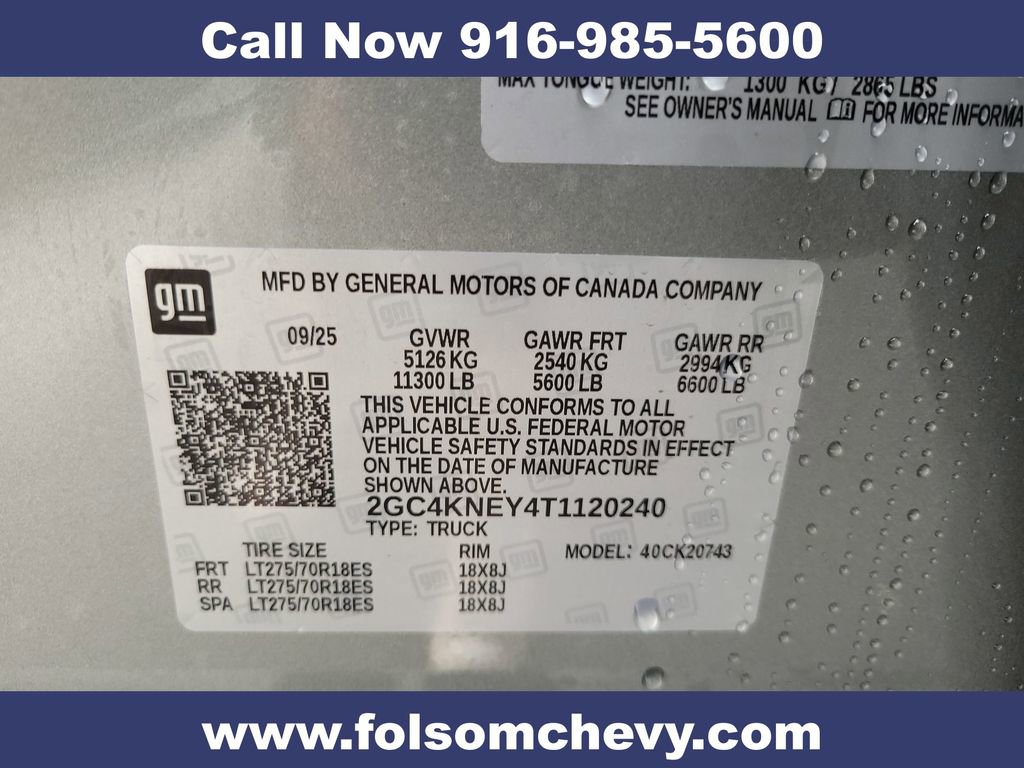 Call Now 916-985-5600
MAX TONGUE WEIGHT: 1300 KG / 2865 LBS
SEE OWNER'S MANUAL FOR MORE INFORMA
gm
MFD BY GENERAL MOTORS OF CANADA COMPANY
09/25 GVWR GAWR FRT GAWR RR
5126 KG 2540 KG 2994 KG
11300 LB 5600 LB 6600 LB
THIS VEHICLE CONFORMS TO ALL
APPLICABLE U.S. FEDERAL MOTOR
VEHICLE SAFETY STANDARDS IN EFFECT
ON THE DATE OF MANUFACTURE
SHOWN ABOVE.
2GC4KNEY4T1120240
TYPE: TRUCK
TIRE SIZE RIM MODEL: 40CK20743
FRT LT275/70R18ES 18X8J
RR LT275/70R18ES 18X8J
SPA LT275/70R18ES 18X8J
www.folsomchevy.com